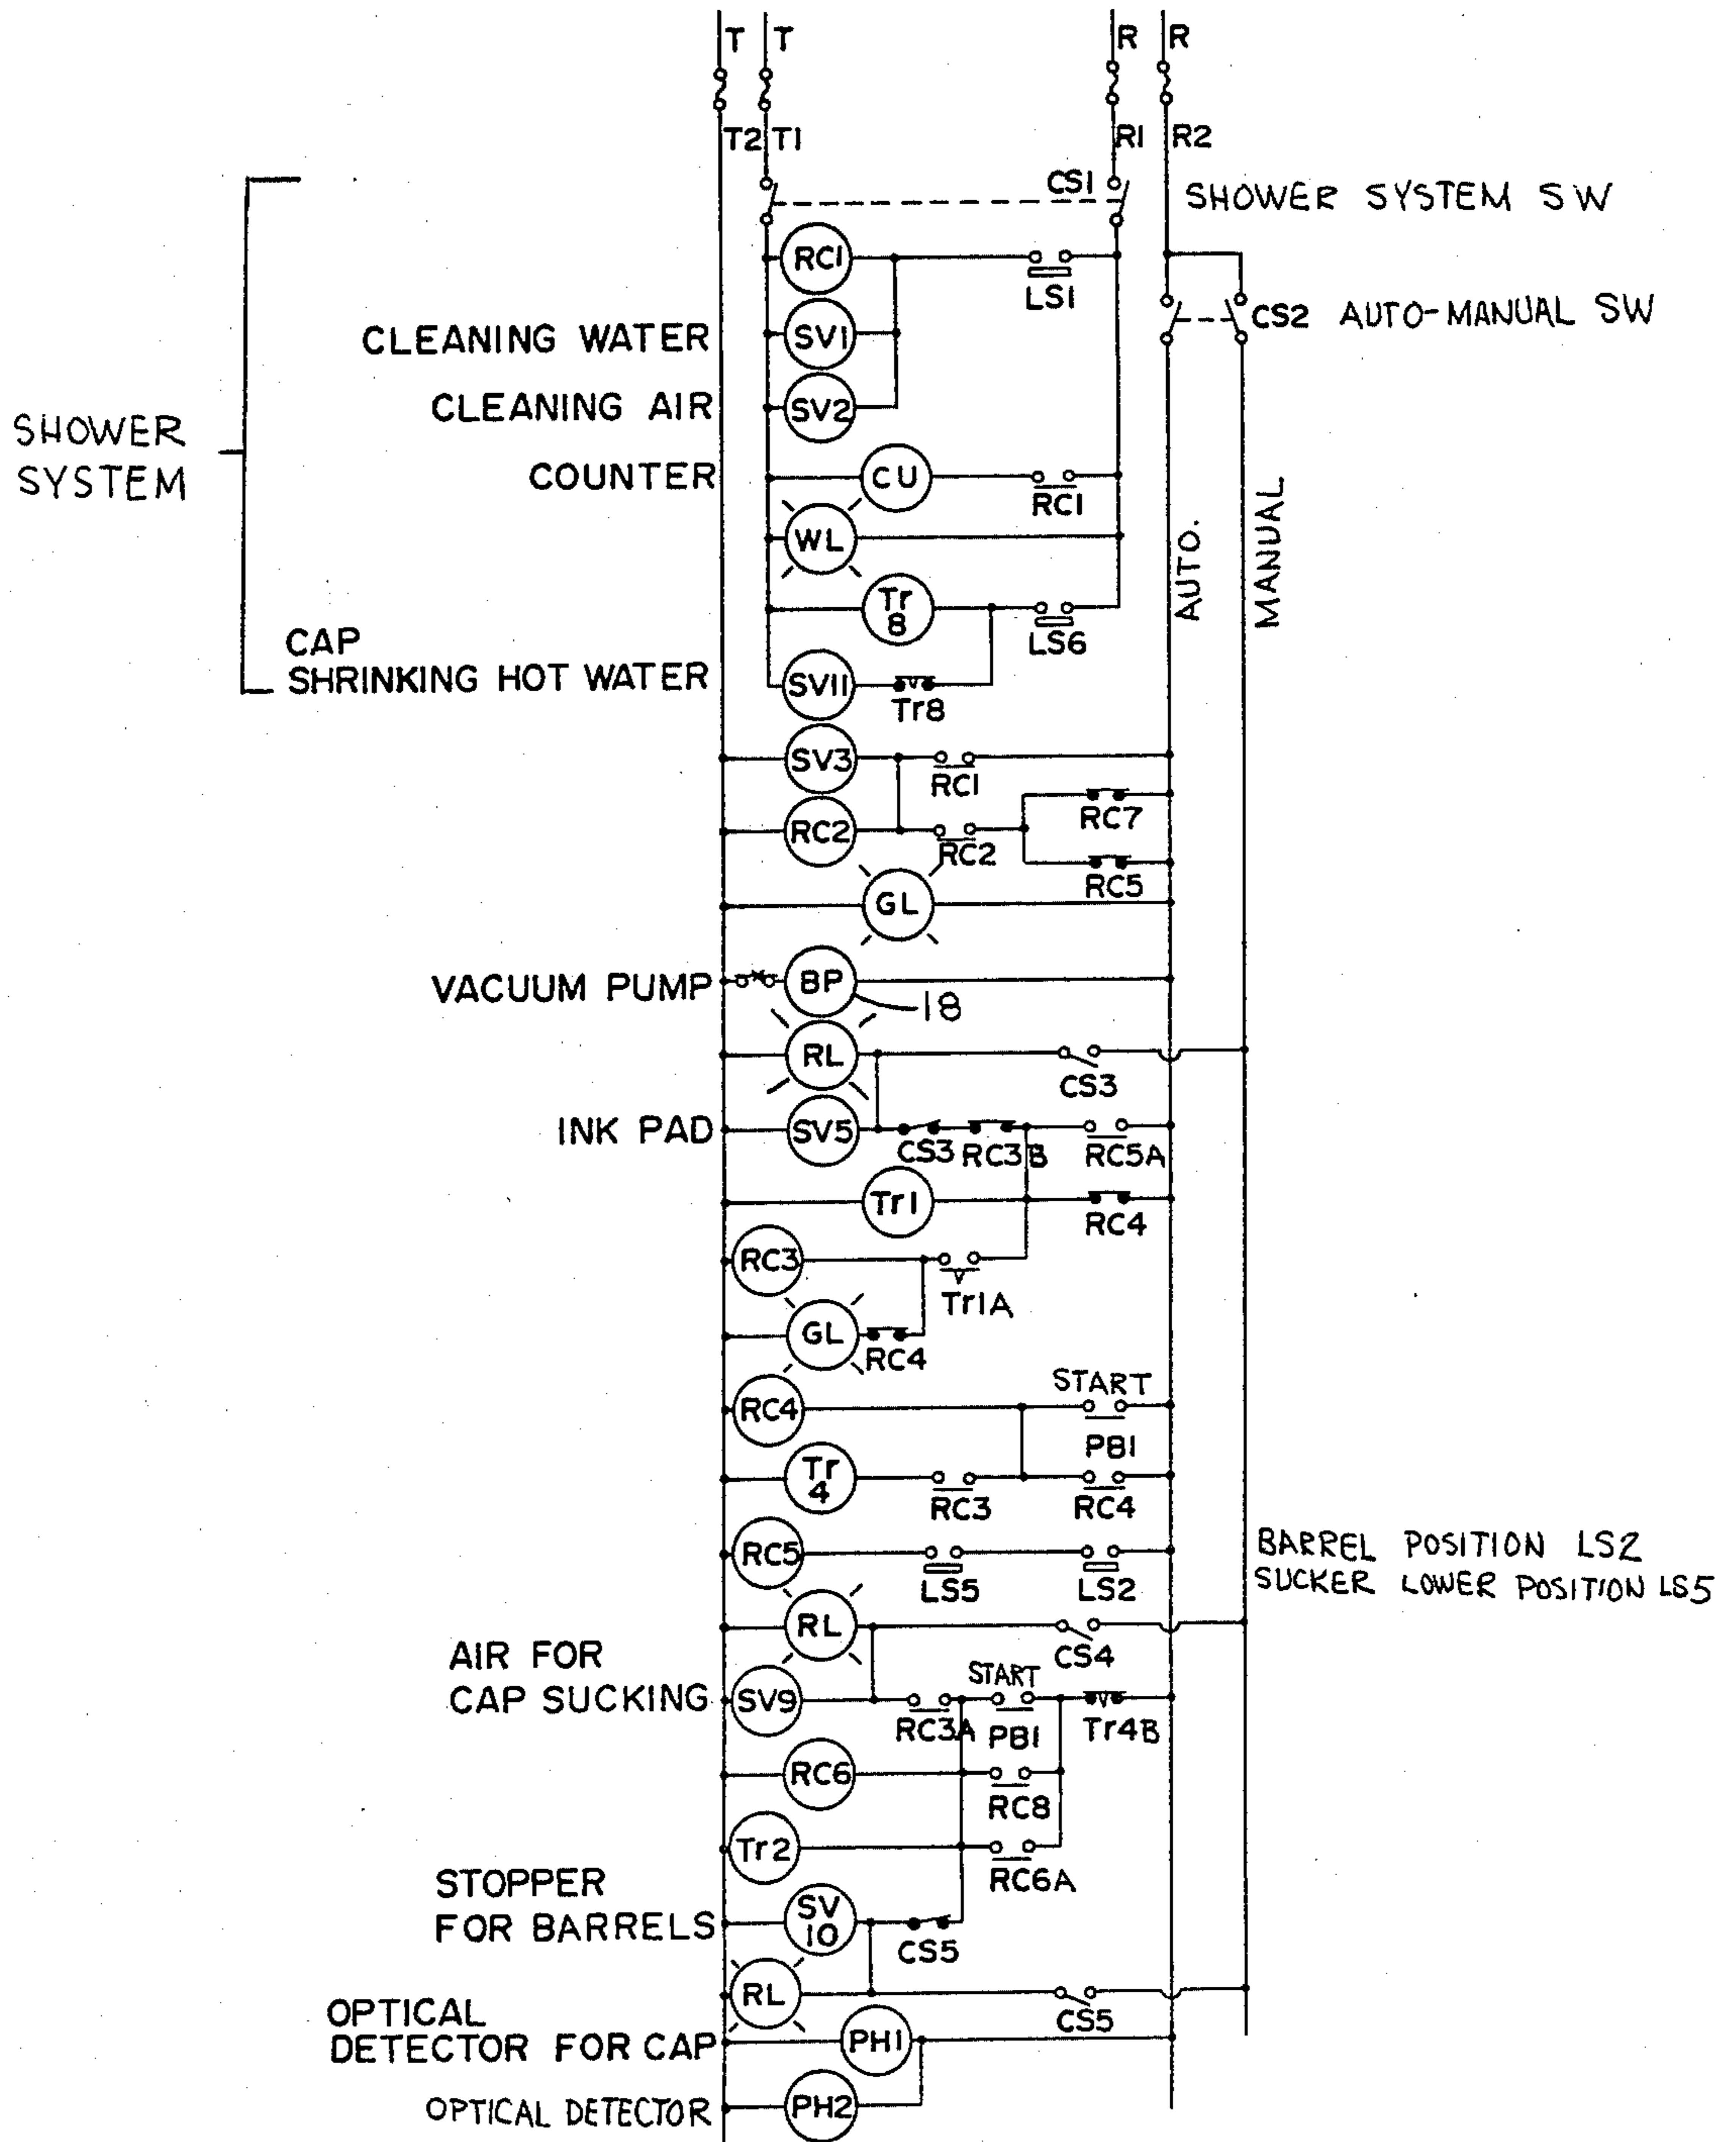 T T R R
T2 T1 R1 R2
CS1 SHOWER SYSTEM SW
RC1
LS1
CLEANING WATER SV1 CS2 AUTO-MANUAL SW
CLEANING AIR SV2
SHOWER
SYSTEM
COUNTER CU
RC1
WL
AUTO.
MANUAL
Tr
8
LS6
CAP
SHRINKING HOT WATER SV11
Tr8
SV3
RC1
RC7
RC2
RC2
RC5
GL
VACUUM PUMP BP
18
RL
CS3
INK PAD SV5
CS3 RC3B RC5A
Tr1
RC4
RC3
Tr1A
GL
RC4
START
RC4
PB1
Tr
4
RC3 RC4
RC5
LS5 LS2
BARREL POSITION LS2
SUCKER LOWER POSITION LS5
RL
CS4
AIR FOR
CAP SUCKING SV9
START
RC3A PB1 Tr4B
RC6
RC8
Tr2
RC6A
STOPPER
FOR BARRELS
SV
10
CS5
RL
CS5
OPTICAL
DETECTOR FOR CAP PH1
OPTICAL DETECTOR PH2